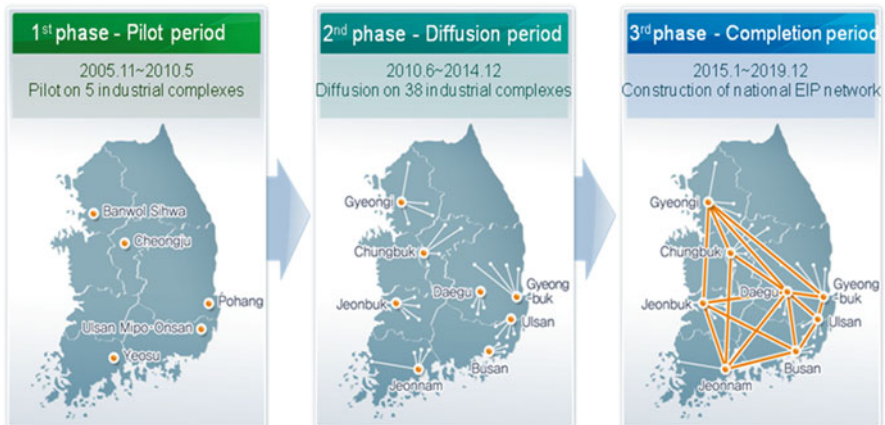 1st phase - Pilot period
2005.11~2010.5
Pilot on 5 industrial complexes
Banwol Sihwa
Cheongju
Pohang
Ulsan Mipo-Onsan
Yeosu
2nd phase - Diffusion period
2010.6~2014.12
Diffusion on 38 industrial complexes
Gyeongi
Chungbuk
Daegu
Gyeong
-buk
Jeonbuk
Ulsan
Busan
Jeonnam
3rd phase - Completion period
2015.1~2019.12
Construction of national EIP network
Gyeongi
Chungbuk
Daegu
Gyeong
-buk
Jeonbuk
Ulsan
Busan
Jeonnam